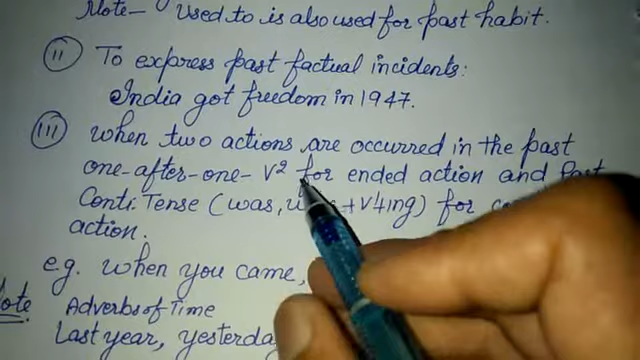 Note- Used to is also used for past habit.
(ii) To express past factual incidents:
India got freedom in 1947.
(iii) When two actions are occurred in the past
one-after-one- V2 for ended action and Past
Conti. Tense (was, + V4ing) for
action.
e.g. When you came,
Note Adverbs of Time
Last year, yesterday